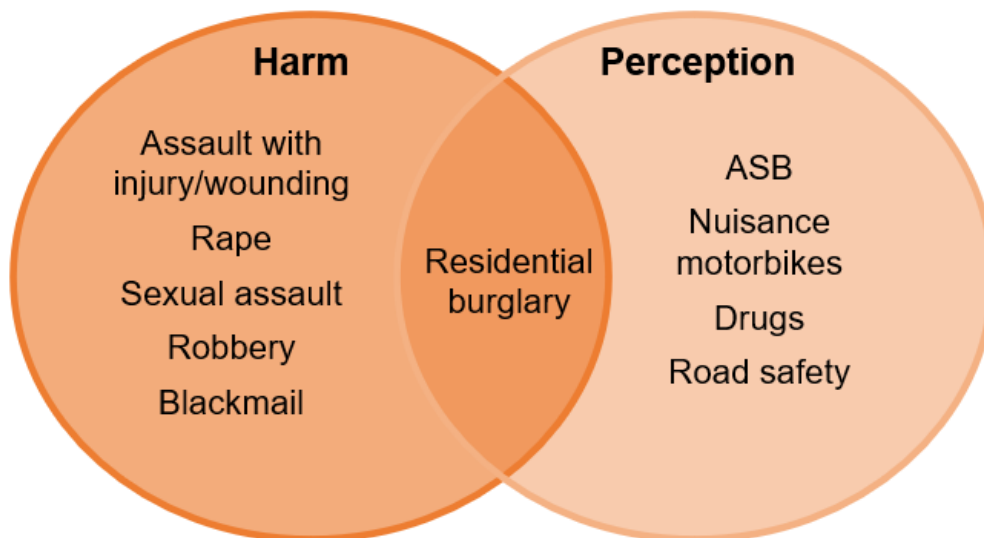 Harm
Assault with
injury/wounding
Rape
Sexual assault
Robbery
Blackmail
Residential
burglary
Perception
ASB
Nuisance
motorbikes
Drugs
Road safety